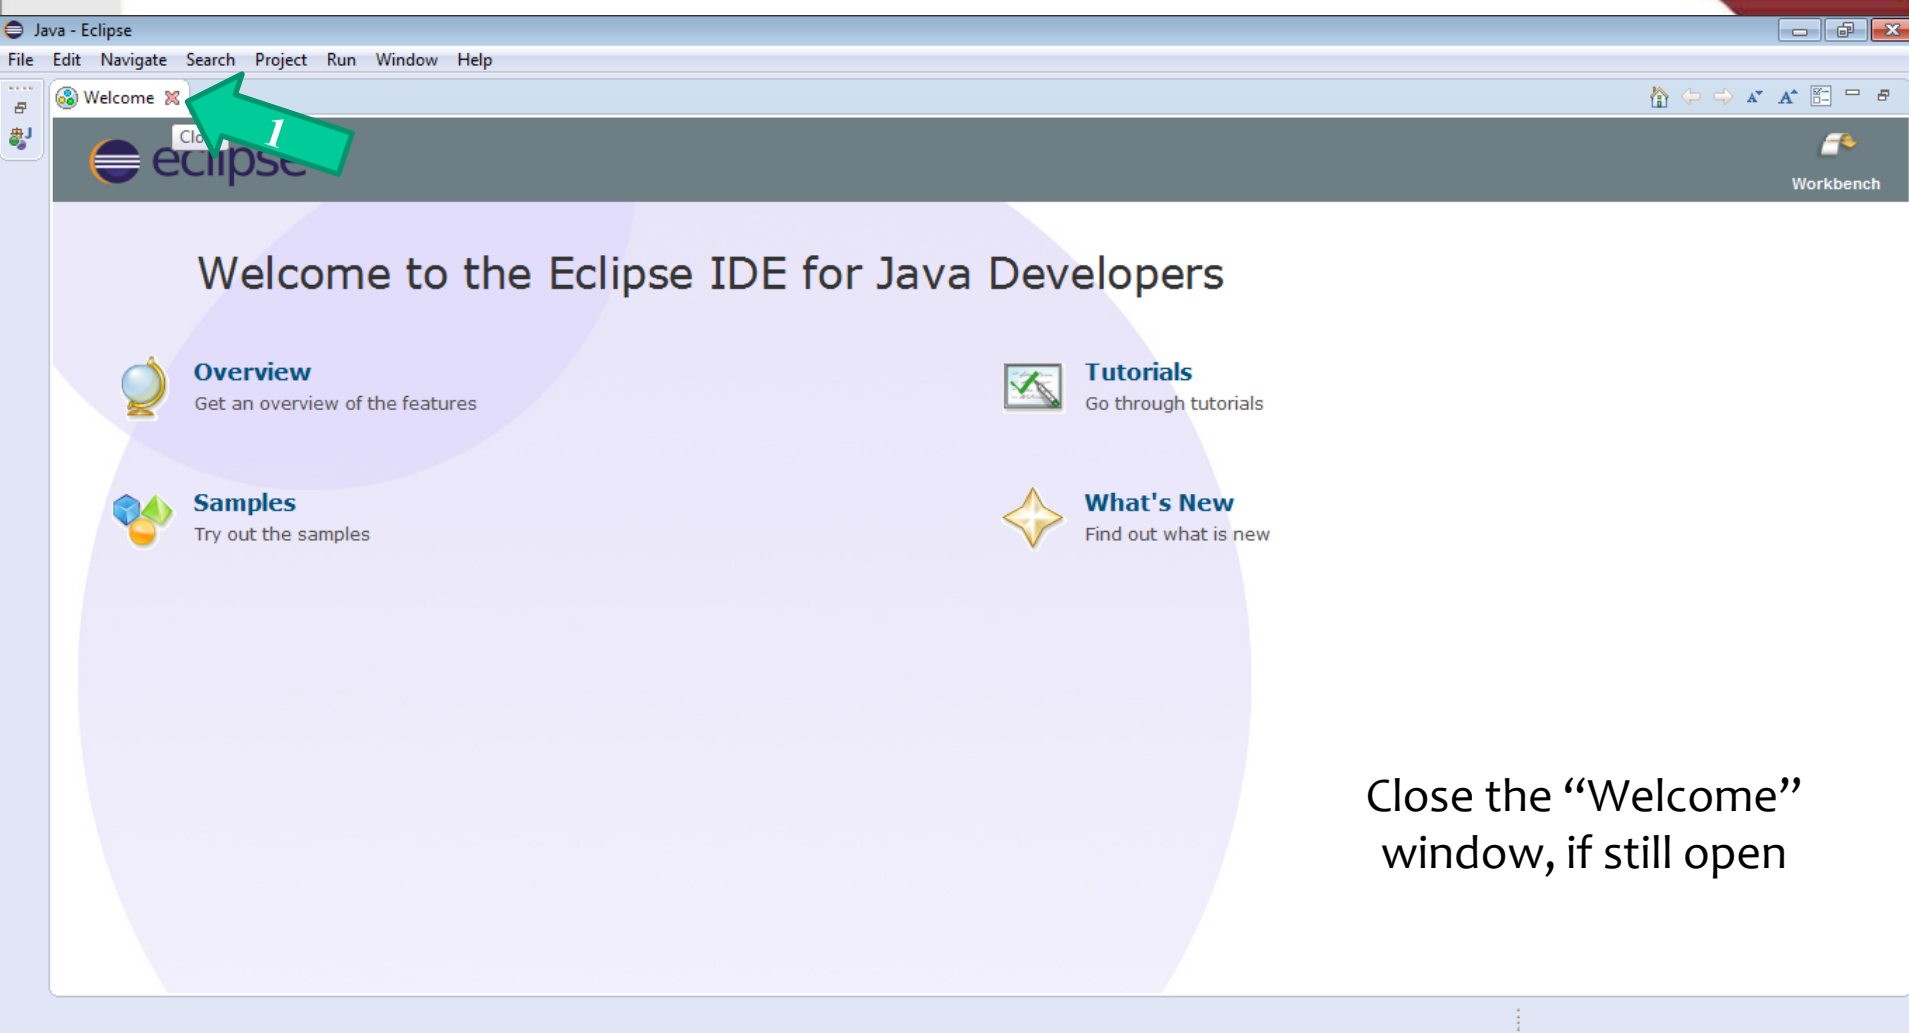 Java - Eclipse
File Edit Navigate Search Project Run Window Help
Welcome
1
eclipse
Workbench
Welcome to the Eclipse IDE for Java Developers
Overview
Get an overview of the features
Tutorials
Go through tutorials
Samples
Try out the samples
What's New
Find out what is new
Close the “Welcome”
window, if still open